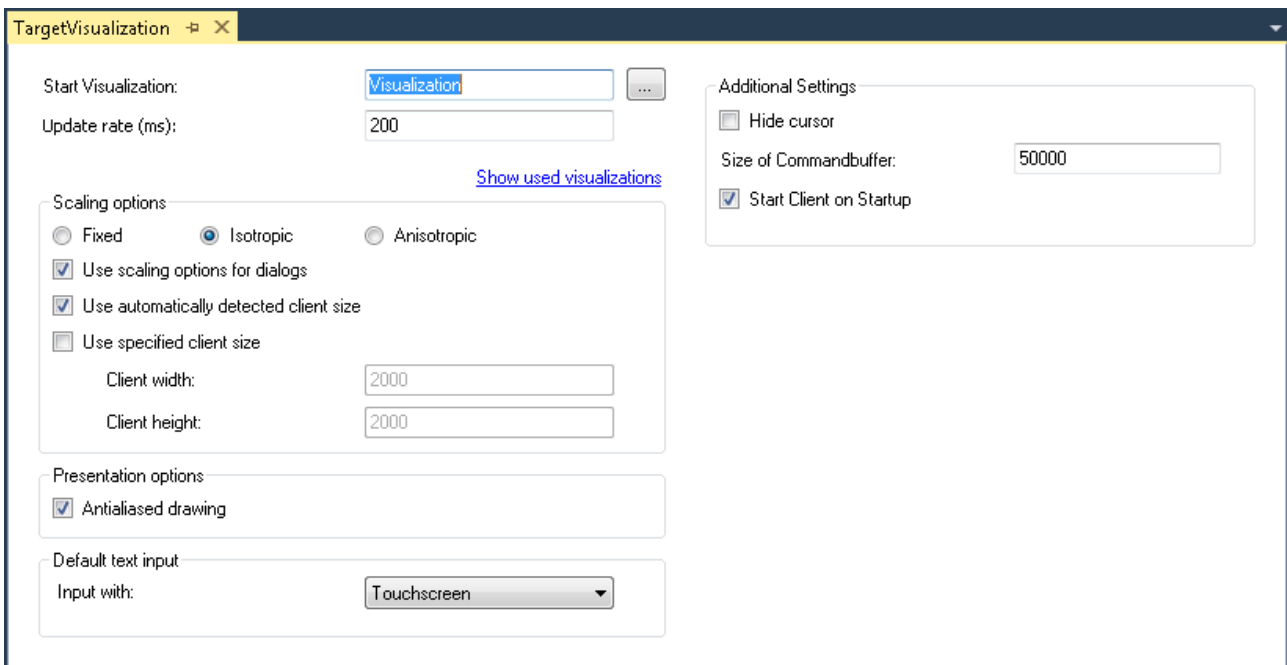 TargetVisualization
Start Visualization: Visualization ...
Update rate (ms): 200
Show used visualizations
Scaling options
Fixed Isotropic Anisotropic
Use scaling options for dialogs
Use automatically detected client size
Use specified client size
Client width: 2000
Client height: 2000
Presentation options
Antialiased drawing
Default text input
Input with: Touchscreen
Additional Settings
Hide cursor
Size of Commandbuffer: 50000
Start Client on Startup